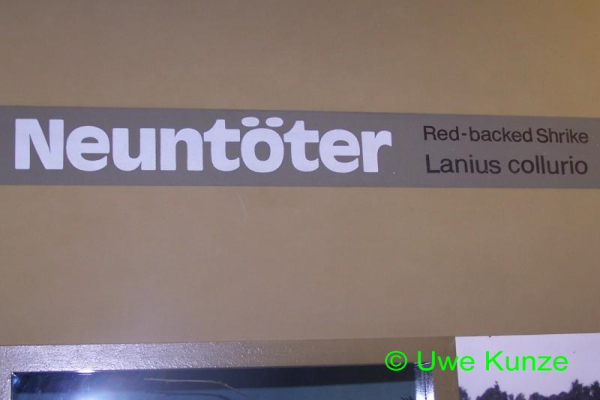 Neuntöter
Red-backed Shrike
Lanius collurio
© Uwe Kunze